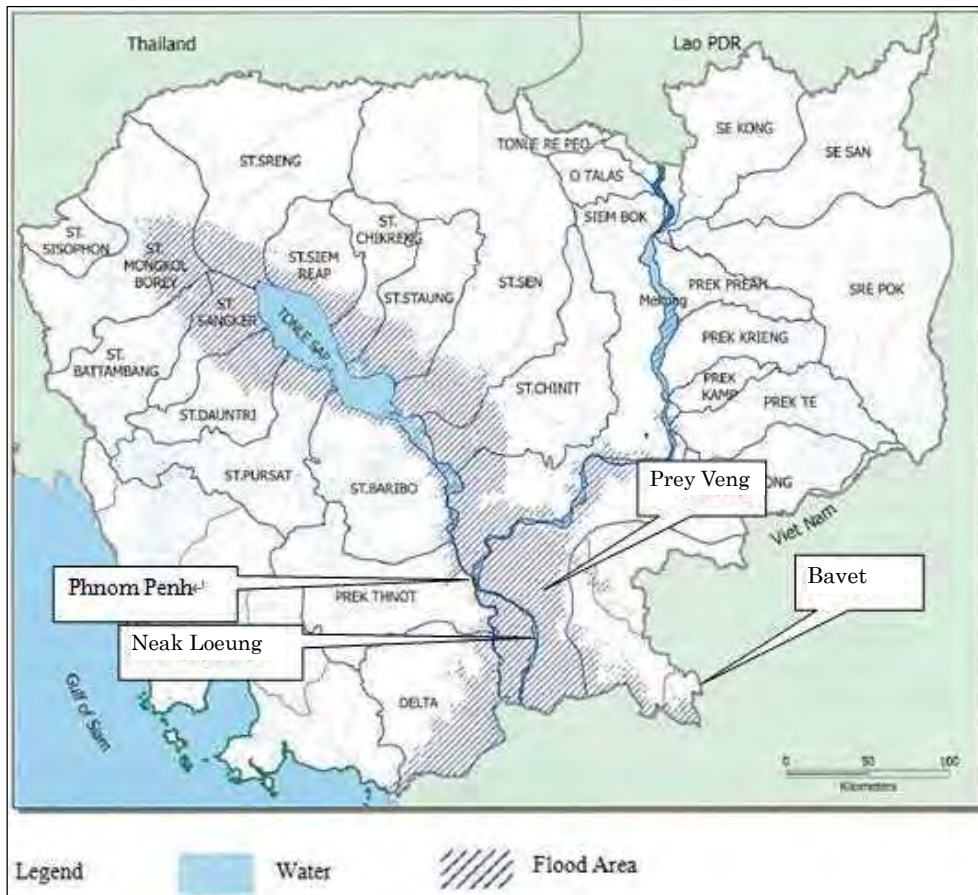 Thailand
Lao PDR
SE KONG
TONLE RE PEO
SE SAN
ST.SRENG
O TALAS
SIEM BOK
ST.
CHIKRENG
ST.
SISOPHON
ST.
MONGKOL
BOREY
ST.SIEM
REAP
ST.STAUNG
ST.SEN
PREK PREAH
SRE POK
Mekong
ST.
SANGKER
TONLE SAP
PREK KRIENG
ST.
BATTAMBANG
ST.CHINIT
PREK
KAMP
PREK TE
ST.DAUNTRI
ST.PURSAT
ST.BARIBO
Prey Veng
ONG
Viet Nam
Bavet
Phnom Penh↵
PREK THNOT
Neak Loeung
Gulf of Siam
DELTA
0 50 100
Kilometers
Legend Water Flood Area